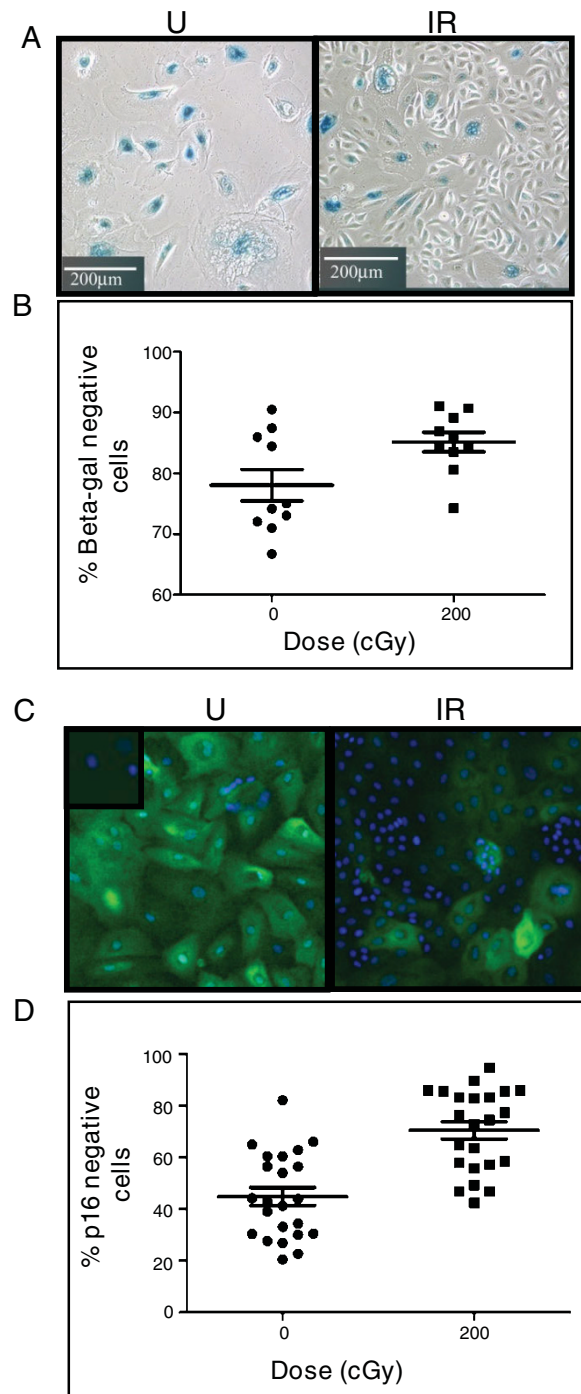 A
U IR
200µm 200µm
B
% Beta-gal negative
cells
100
90
80
70
60
0 200
Dose (cGy)
C
U IR
D
% p16 negative
cells
100
80
60
40
20
0
0 200
Dose (cGy)